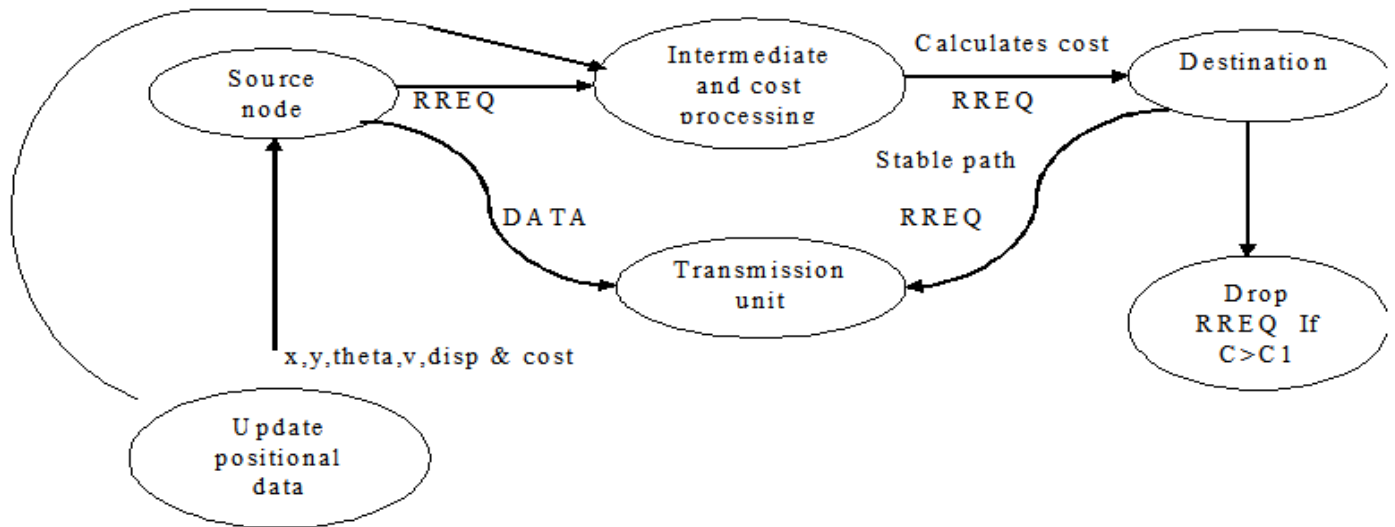 Source
node
RREQ
Intermediate
and cost
processing
Calculates cost
RREQ
Destination
Stable path
RREQ
DATA
Transmission
unit
Drop
RREQ If
C>C1
x,y,theta,v,disp & cost
Update
positional
data